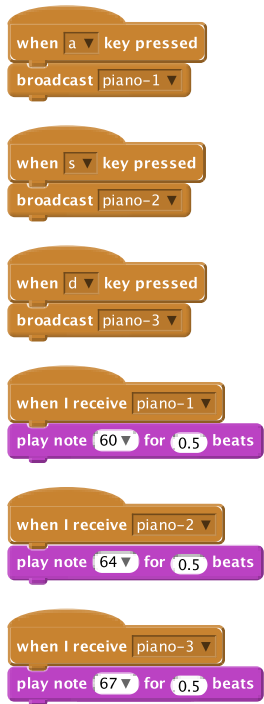 when a key pressed
broadcast piano-1
when s key pressed
broadcast piano-2
when d key pressed
broadcast piano-3
when I receive piano-1
play note 60 for 0.5 beats
when I receive piano-2
play note 64 for 0.5 beats
when I receive piano-3
play note 67 for 0.5 beats